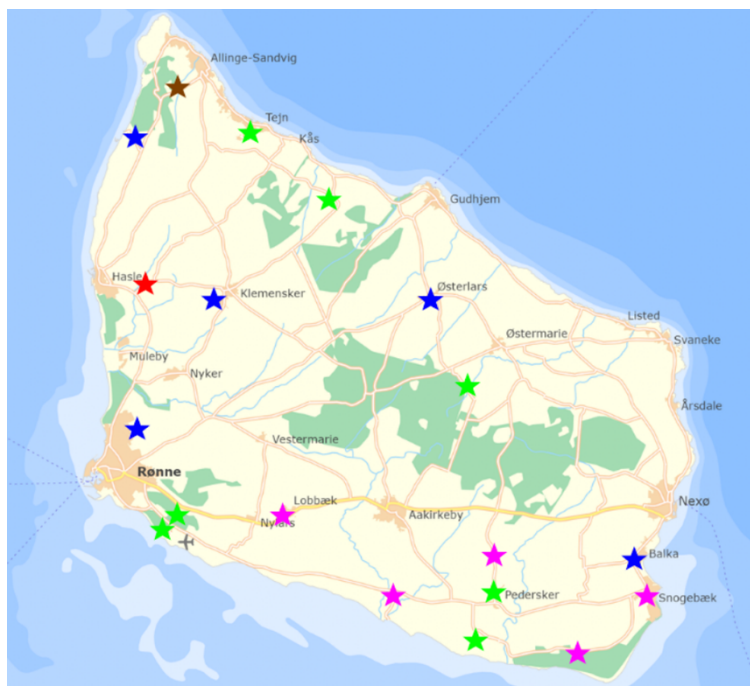 Allinge-Sandvig
Tejn
Kås
Gudhjem
Hasle
Klemensker
Østerlars
Listed
Østermarie
Svaneke
Muleby
Nyker
Årsdale
Vestermarie
Rønne
Lobbæk
Nexø
Aakirkeby
Nylars
Balka
Pedersker
Snogebæk